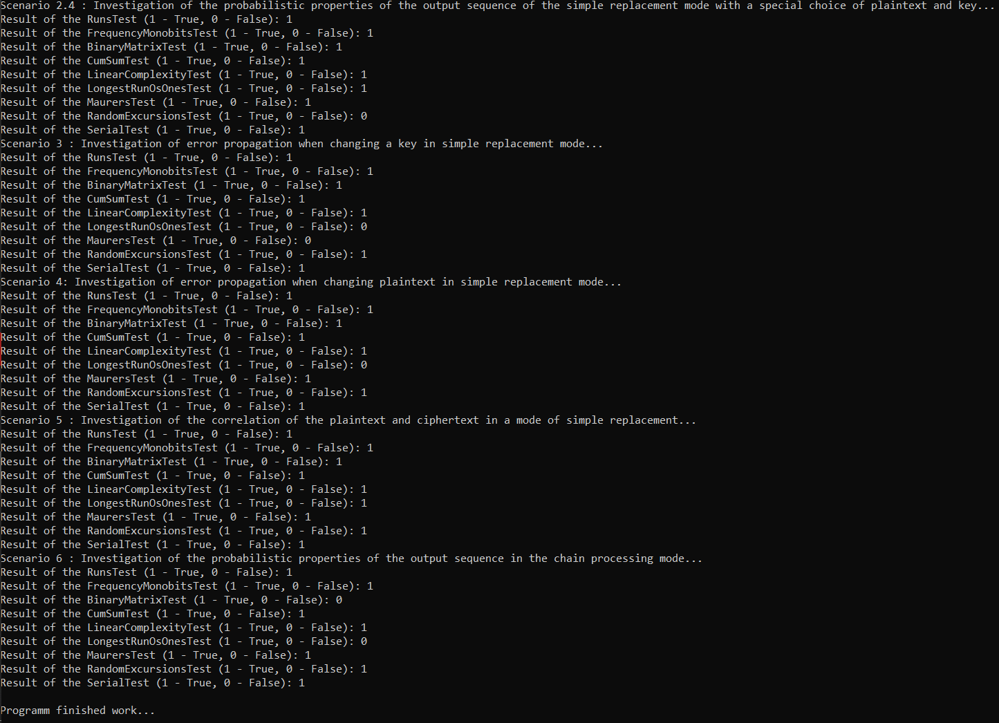 Scenario 2.4 : Investigation of the probabilistic properties of the output sequence of the simple replacement mode with a special choice of plaintext and key...
Result of the RunsTest (1 - True, 0 - False): 1
Result of the FrequencyMonobitsTest (1 - True, 0 - False): 1
Result of the BinaryMatrixTest (1 - True, 0 - False): 1
Result of the CumSumTest (1 - True, 0 - False): 1
Result of the LinearComplexityTest (1 - True, 0 - False): 1
Result of the LongestRunOsOnesTest (1 - True, 0 - False): 1
Result of the MaurersTest (1 - True, 0 - False): 1
Result of the RandomExcursionsTest (1 - True, 0 - False): 0
Result of the SerialTest (1 - True, 0 - False): 1
Scenario 3 : Investigation of error propagation when changing a key in simple replacement mode...
Result of the RunsTest (1 - True, 0 - False): 1
Result of the FrequencyMonobitsTest (1 - True, 0 - False): 1
Result of the BinaryMatrixTest (1 - True, 0 - False): 1
Result of the CumSumTest (1 - True, 0 - False): 1
Result of the LinearComplexityTest (1 - True, 0 - False): 1
Result of the LongestRunOsOnesTest (1 - True, 0 - False): 0
Result of the MaurersTest (1 - True, 0 - False): 0
Result of the RandomExcursionsTest (1 - True, 0 - False): 1
Result of the SerialTest (1 - True, 0 - False): 1
Scenario 4: Investigation of error propagation when changing plaintext in simple replacement mode...
Result of the RunsTest (1 - True, 0 - False): 1
Result of the FrequencyMonobitsTest (1 - True, 0 - False): 1
Result of the BinaryMatrixTest (1 - True, 0 - False): 1
Result of the CumSumTest (1 - True, 0 - False): 1
Result of the LinearComplexityTest (1 - True, 0 - False): 1
Result of the LongestRunOsOnesTest (1 - True, 0 - False): 0
Result of the MaurersTest (1 - True, 0 - False): 1
Result of the RandomExcursionsTest (1 - True, 0 - False): 1
Result of the SerialTest (1 - True, 0 - False): 1
Scenario 5 : Investigation of the correlation of the plaintext and ciphertext in a mode of simple replacement...
Result of the RunsTest (1 - True, 0 - False): 1
Result of the FrequencyMonobitsTest (1 - True, 0 - False): 1
Result of the BinaryMatrixTest (1 - True, 0 - False): 1
Result of the CumSumTest (1 - True, 0 - False): 1
Result of the LinearComplexityTest (1 - True, 0 - False): 1
Result of the LongestRunOsOnesTest (1 - True, 0 - False): 1
Result of the MaurersTest (1 - True, 0 - False): 1
Result of the RandomExcursionsTest (1 - True, 0 - False): 1
Result of the SerialTest (1 - True, 0 - False): 1
Scenario 6 : Investigation of the probabilistic properties of the output sequence in the chain processing mode...
Result of the RunsTest (1 - True, 0 - False): 1
Result of the FrequencyMonobitsTest (1 - True, 0 - False): 1
Result of the BinaryMatrixTest (1 - True, 0 - False): 0
Result of the CumSumTest (1 - True, 0 - False): 1
Result of the LinearComplexityTest (1 - True, 0 - False): 1
Result of the LongestRunOsOnesTest (1 - True, 0 - False): 0
Result of the MaurersTest (1 - True, 0 - False): 1
Result of the RandomExcursionsTest (1 - True, 0 - False): 1
Result of the SerialTest (1 - True, 0 - False): 1
Programm finished work...